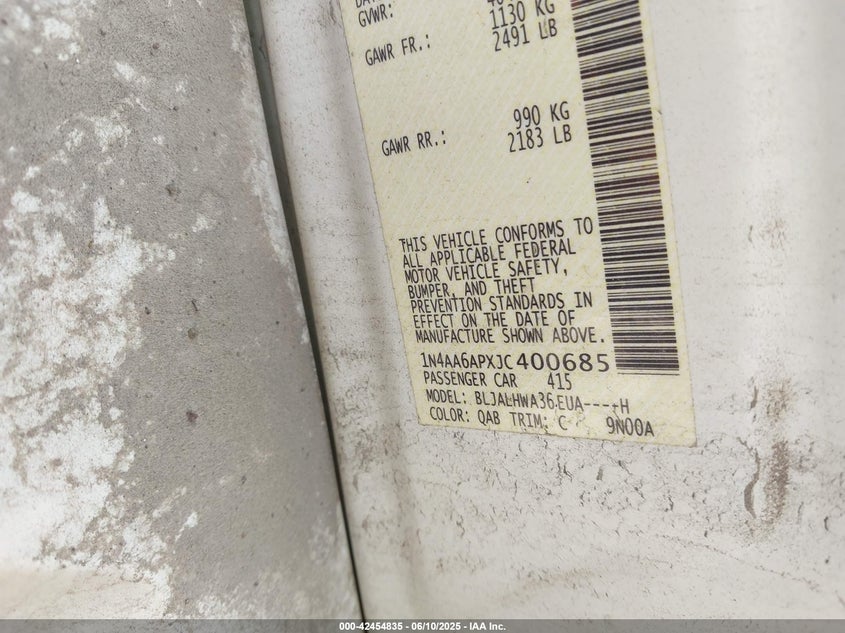 GVWR:
1130 KG
GAWR FR.: 2491 LB
990 KG
GAWR RR.: 2183 LB
THIS VEHICLE CONFORMS TO
ALL APPLICABLE FEDERAL
MOTOR VEHICLE SAFETY,
BUMPER, AND THEFT
PREVENTION STANDARDS IN
EFFECT ON THE DATE OF
MANUFACTURE SHOWN ABOVE.
1N4AA6APXJC400685
PASSENGER CAR 415
MODEL: BLJALHWA36EUA----H
COLOR: QAB TRIM: C 9N00A
000-42454835 - 06/10/2025 - IAA Inc.